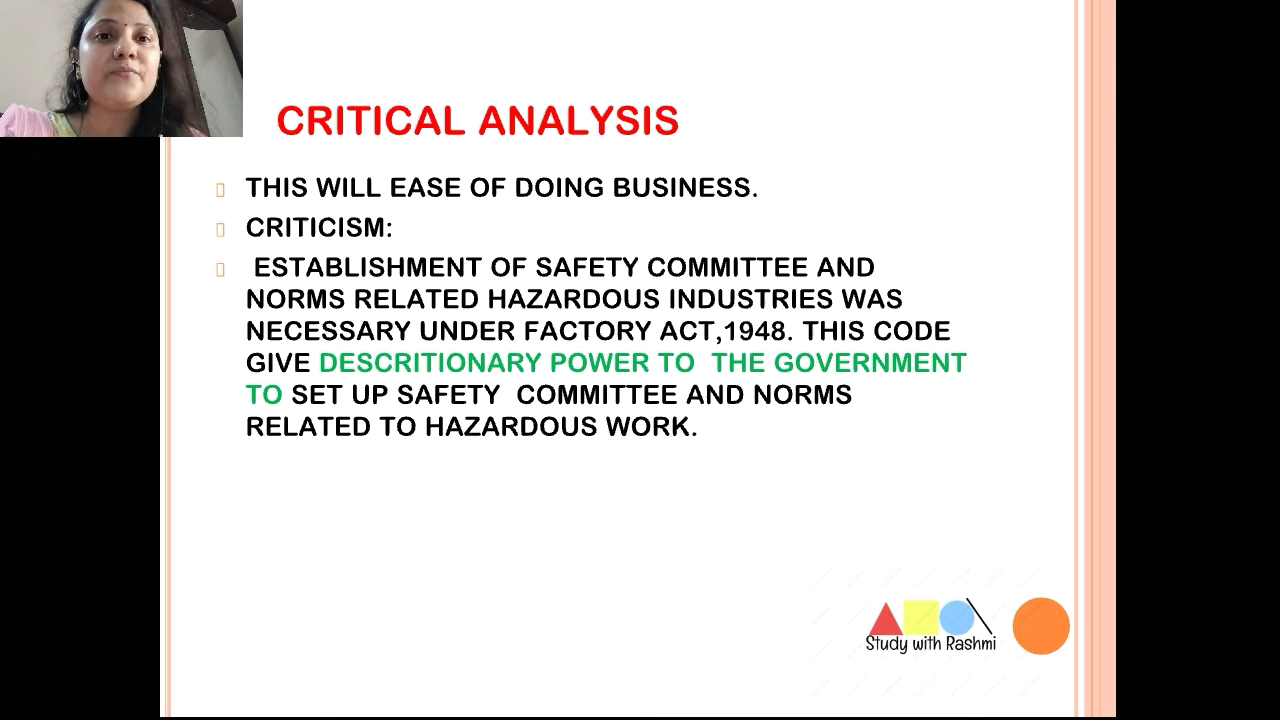 CRITICAL ANALYSIS
THIS WILL EASE OF DOING BUSINESS.
CRITICISM:
ESTABLISHMENT OF SAFETY COMMITTEE AND
NORMS RELATED HAZARDOUS INDUSTRIES WAS
NECESSARY UNDER FACTORY ACT,1948. THIS CODE
GIVE DESCRITIONARY POWER TO THE GOVERNMENT
TO SET UP SAFETY COMMITTEE AND NORMS
RELATED TO HAZARDOUS WORK.
Study with Rashmi